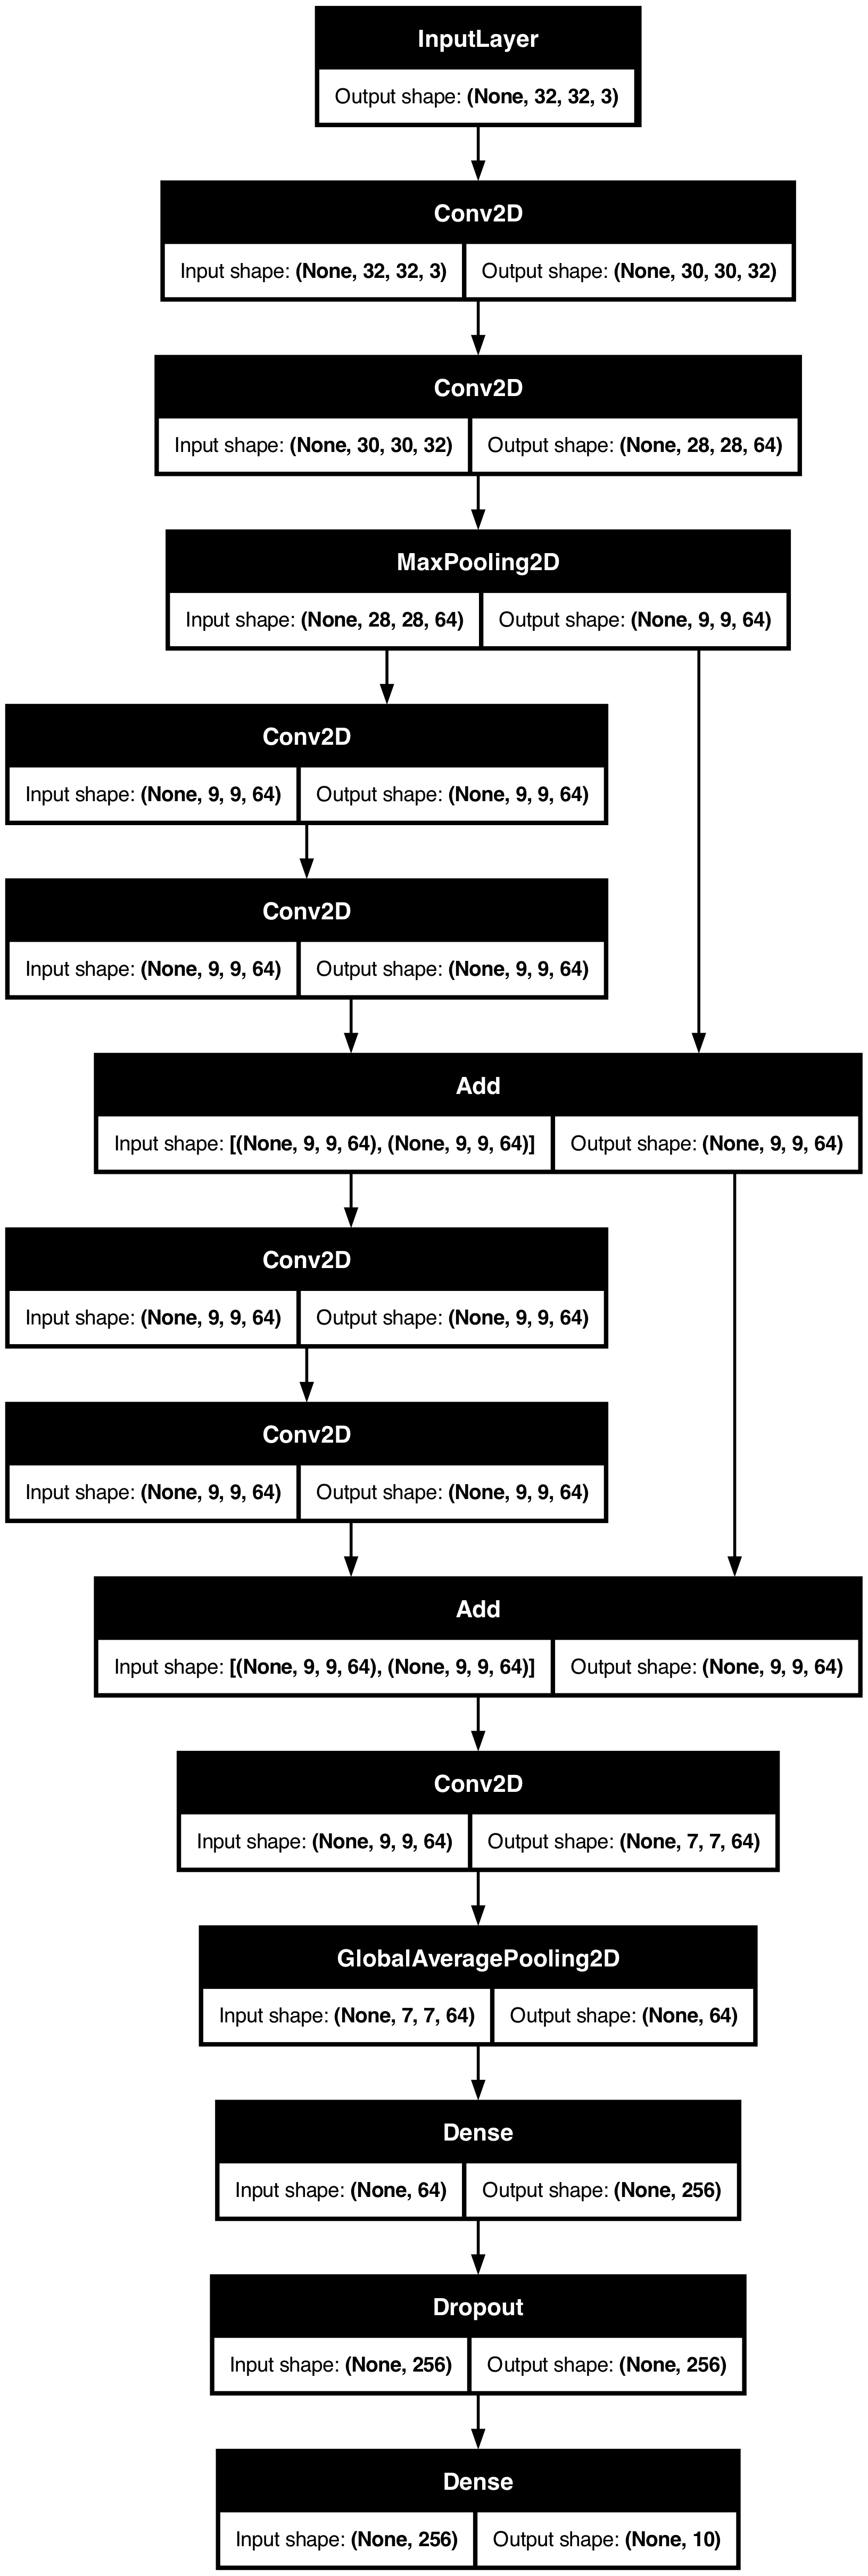 InputLayer
Output shape: (None, 32, 32, 3)
Conv2D
Input shape: (None, 32, 32, 3) Output shape: (None, 30, 30, 32)
Conv2D
Input shape: (None, 30, 30, 32) Output shape: (None, 28, 28, 64)
MaxPooling2D
Input shape: (None, 28, 28, 64) Output shape: (None, 9, 9, 64)
Conv2D
Input shape: (None, 9, 9, 64) Output shape: (None, 9, 9, 64)
Conv2D
Input shape: (None, 9, 9, 64) Output shape: (None, 9, 9, 64)
Add
Input shape: [(None, 9, 9, 64), (None, 9, 9, 64)] Output shape: (None, 9, 9, 64)
Conv2D
Input shape: (None, 9, 9, 64) Output shape: (None, 9, 9, 64)
Conv2D
Input shape: (None, 9, 9, 64) Output shape: (None, 9, 9, 64)
Add
Input shape: [(None, 9, 9, 64), (None, 9, 9, 64)] Output shape: (None, 9, 9, 64)
Conv2D
Input shape: (None, 9, 9, 64) Output shape: (None, 7, 7, 64)
GlobalAveragePooling2D
Input shape: (None, 7, 7, 64) Output shape: (None, 64)
Dense
Input shape: (None, 64) Output shape: (None, 256)
Dropout
Input shape: (None, 256) Output shape: (None, 256)
Dense
Input shape: (None, 256) Output shape: (None, 10)